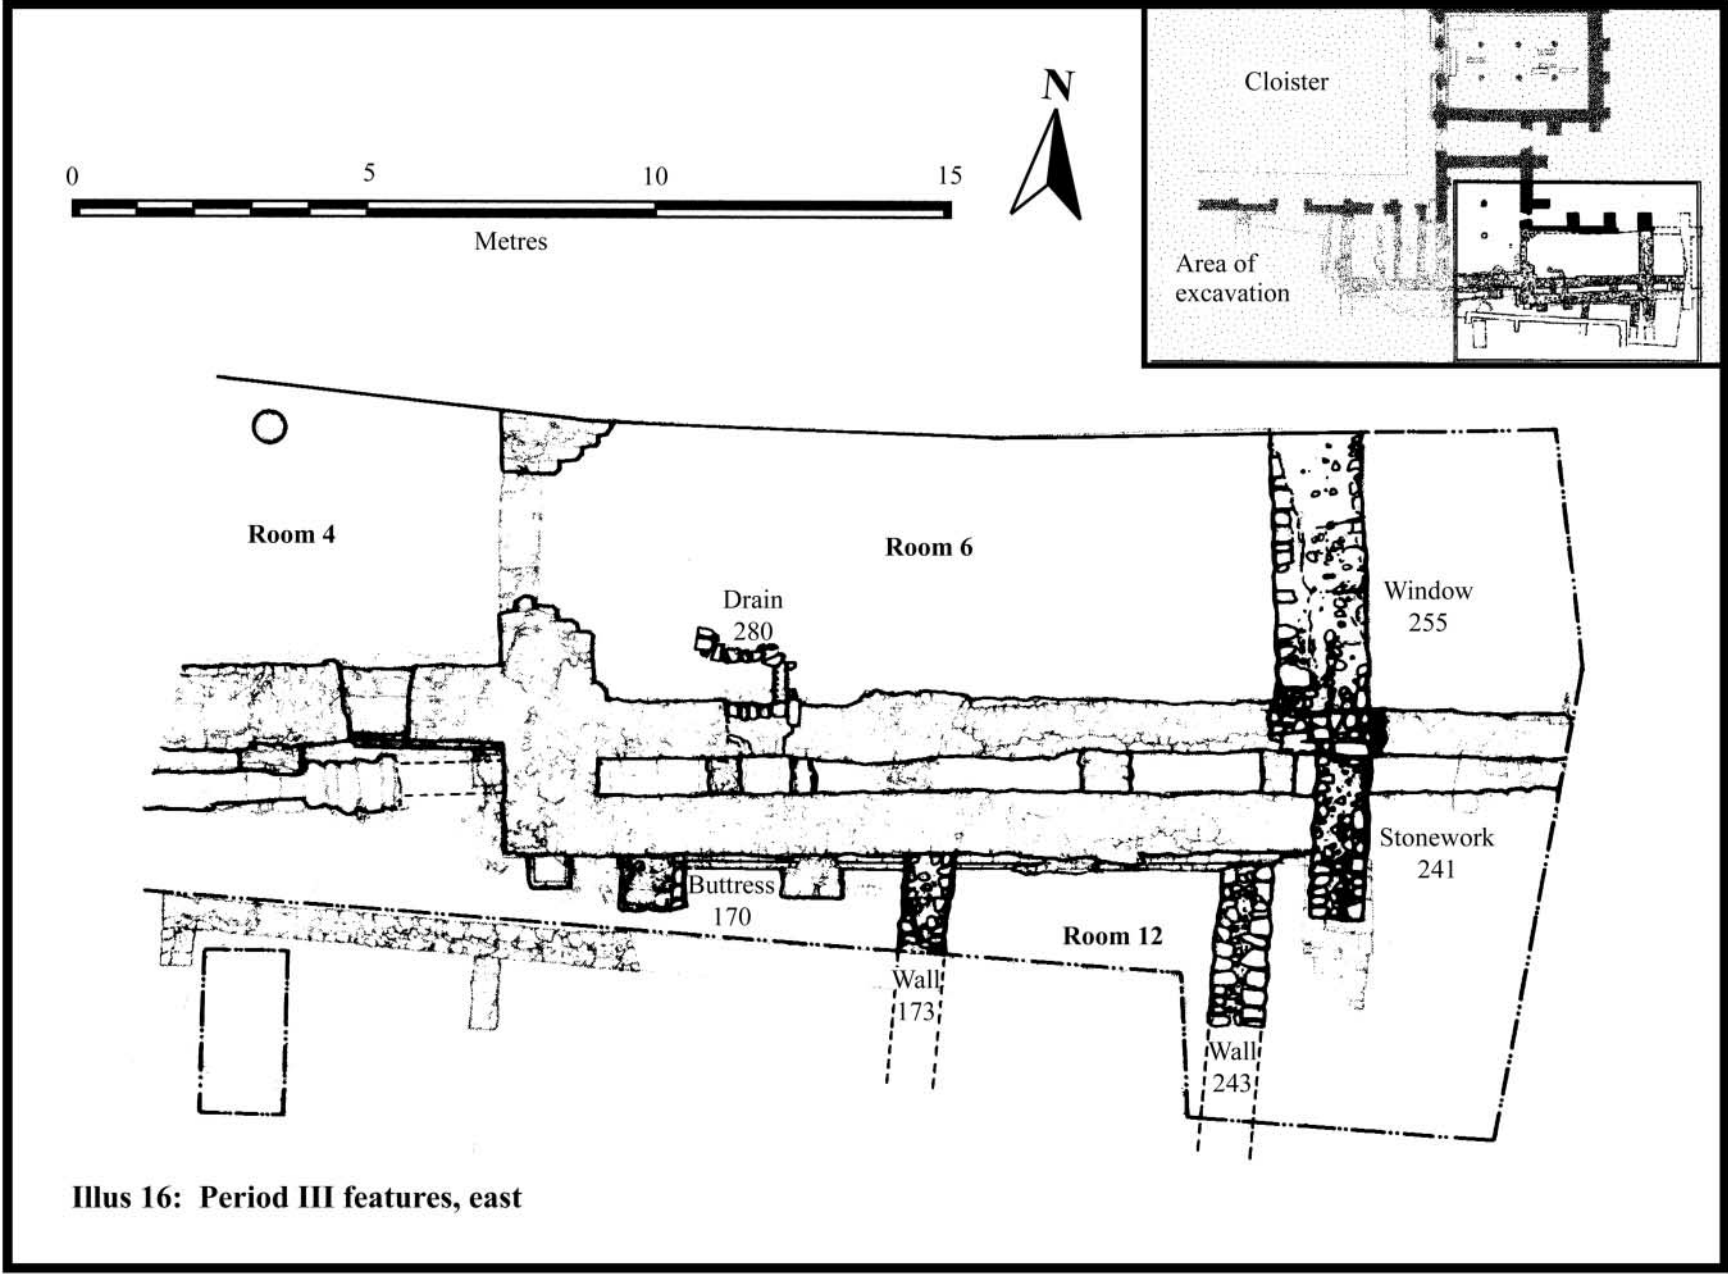 Cloister
N
0 5 10 15
Metres
Area of
excavation
Room 4
Room 6
Drain
280
Window
255
Stonework
241
Buttress
170
Room 12
Wall
173
Wall
243
Illus 16: Period III features, east